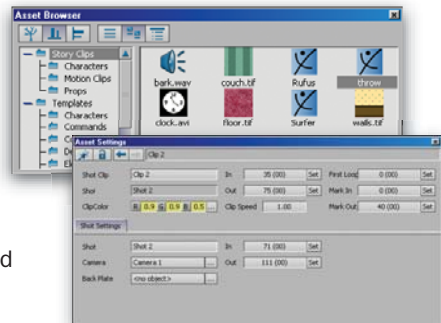 Asset Browser
Story Clips
Characters
Motion Clips
Props
Templates
Characters
Commands
bark.wav couch.tif Rufus throw
clock.avi floor.tif Surfer walls.tif
Asset Settings
Clip 2
Shot Clip Clip 2 In 35 (00) Set First Loop 0 (00) Set
Shot Shot 2 Out 75 (00) Set Mark In 0 (00) Set
ClipColor R 0.9 G 0.9 B 0.5 ... Clip Speed 1.00 Mark Out 40 (00) Set
Shot Settings
Shot Shot 2 In 71 (00) Set
Camera Camera 1 ... Out 111 (00) Set
Back Plate <no object> ...
d